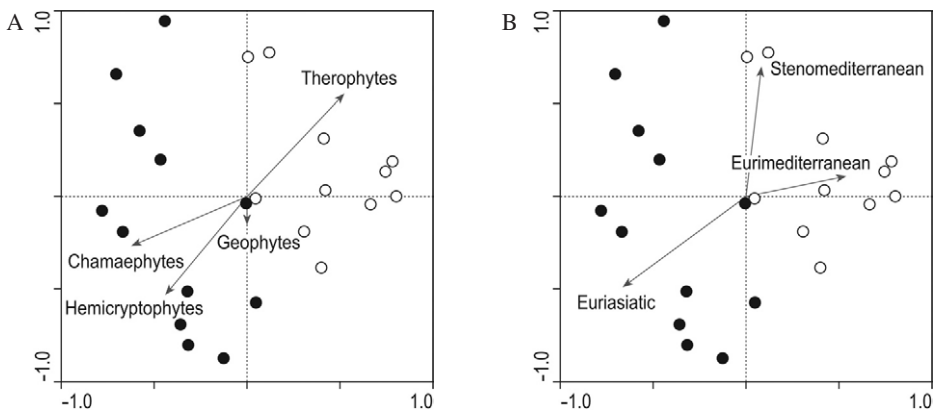 A
1.0
Therophytes
Geophytes
Chamaephytes
Hemicryptophytes
-1.0
-1.0
1.0
B
1.0
Stenomediterranean
Eurimediterranean
Euriasiatic
-1.0
-1.0
1.0